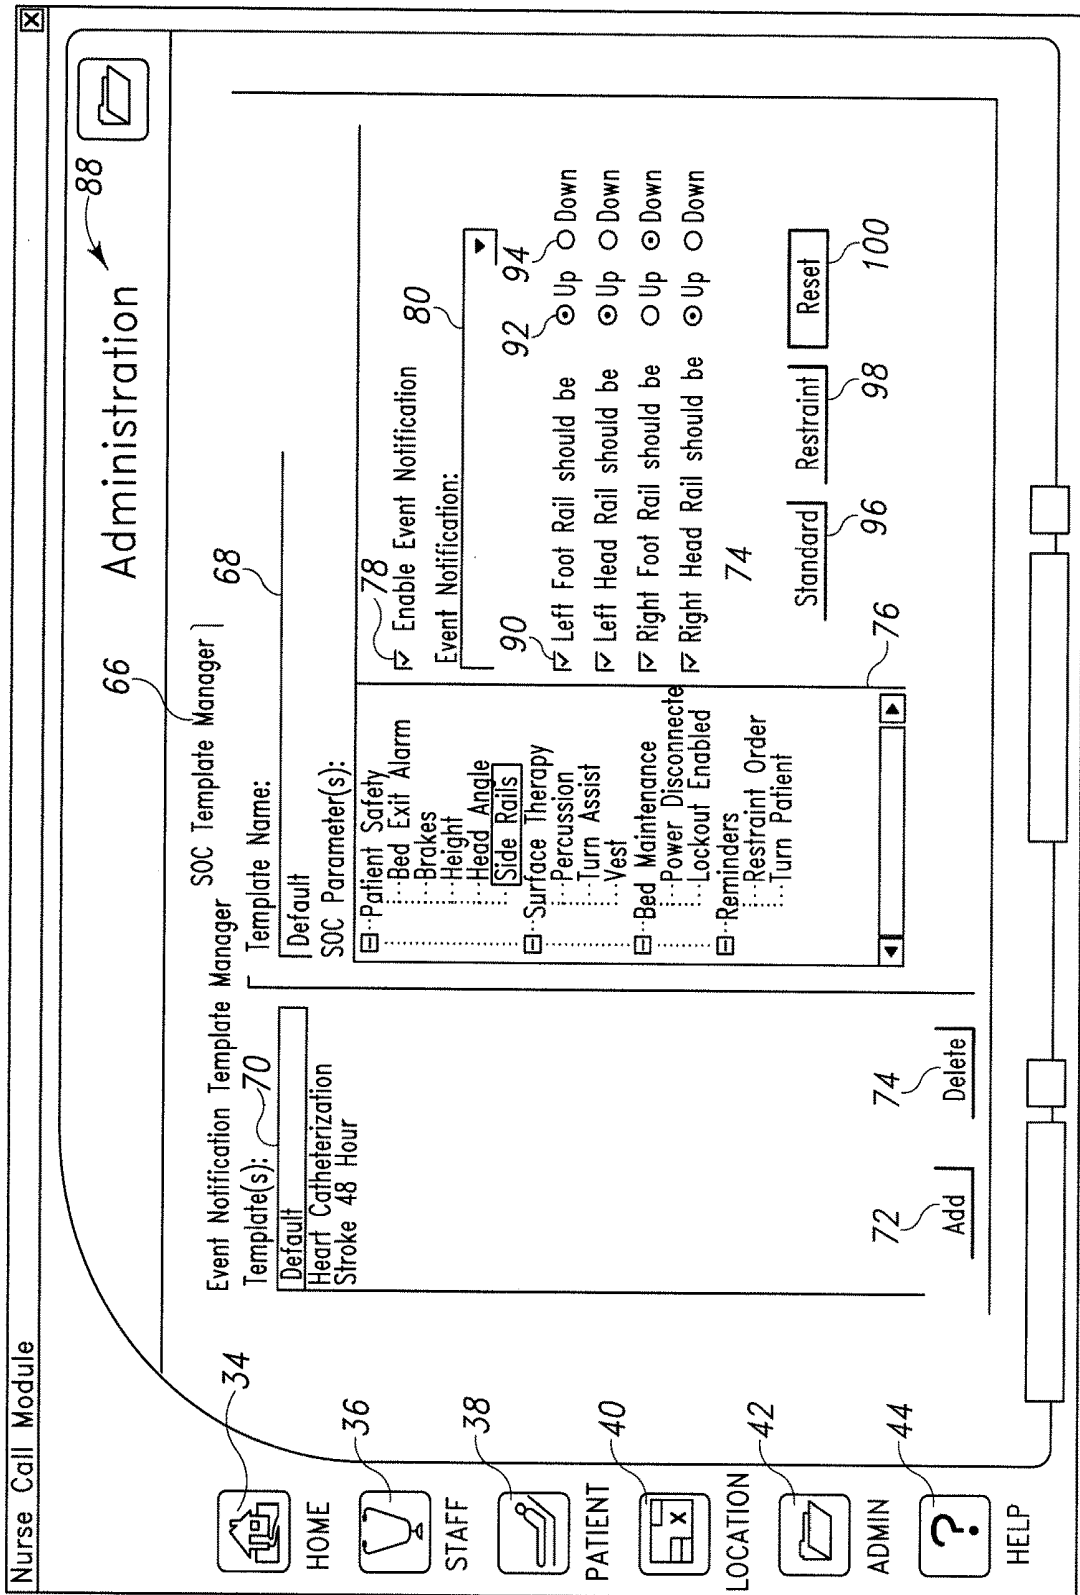 Nurse Call Module
Administration
88
66
SOC Template Manager
Event Notification Template Manager
68
Template(s):
70
Template Name:
Default
Default
Heart Catheterization
Stroke 48 Hour
SOC Parameter(s):
Patient Safety
Bed Exit Alarm
Brakes
Height
Head Angle
Side Rails
Surface Therapy
Percussion
Turn Assist
Vest
Bed Maintenance
Power Disconnecte
Lockout Enabled
Reminders
Restraint Order
Turn Patient
76
78
Enable Event Notification
80
Event Notification:
90
92
94
Left Foot Rail should be Up Down
Left Head Rail should be Up Down
Right Foot Rail should be Up Down
Right Head Rail should be Up Down
74
Standard Restraint Reset
96 98 100
72 74
Add Delete
34
HOME
36
STAFF
38
PATIENT
40
X
LOCATION
42
ADMIN
44
?
HELP